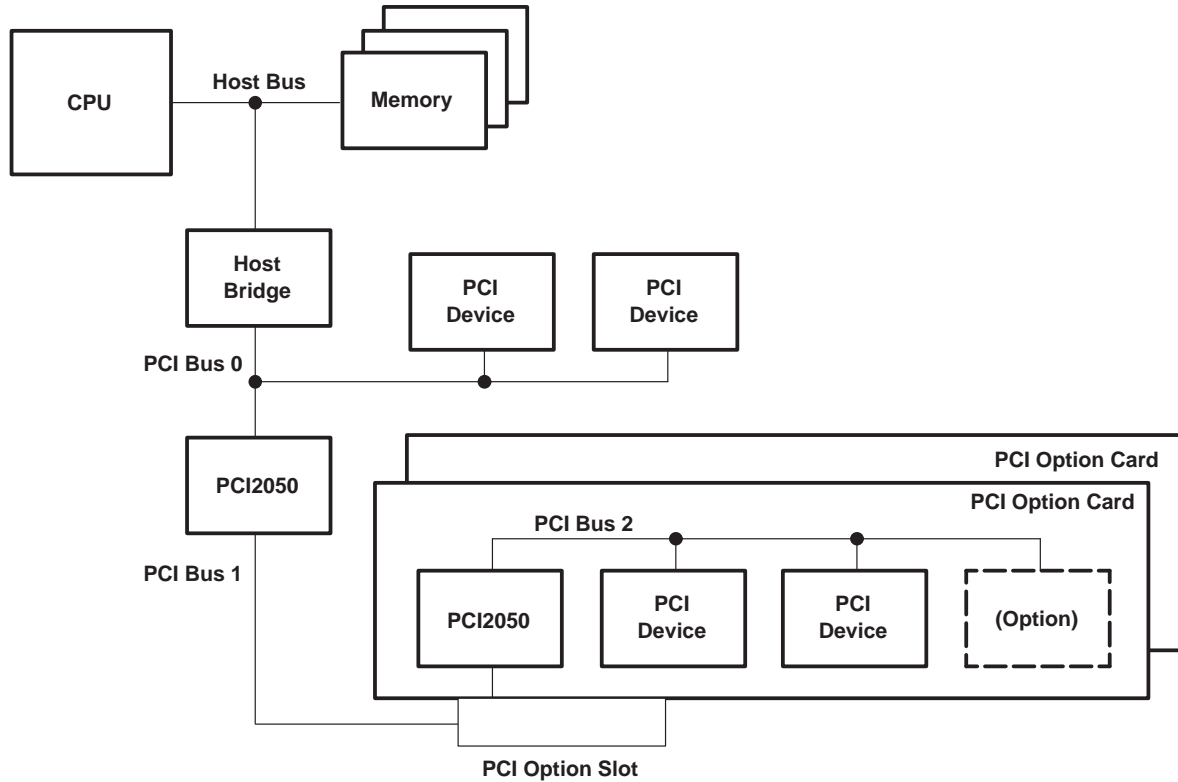 Host Bus
CPU
Memory
Host
Bridge
PCI
Device
PCI
Device
PCI Bus 0
PCI2050
PCI Option Card
PCI Option Card
PCI Bus 2
PCI Bus 1
PCI2050
PCI
Device
PCI
Device
(Option)
PCI Option Slot